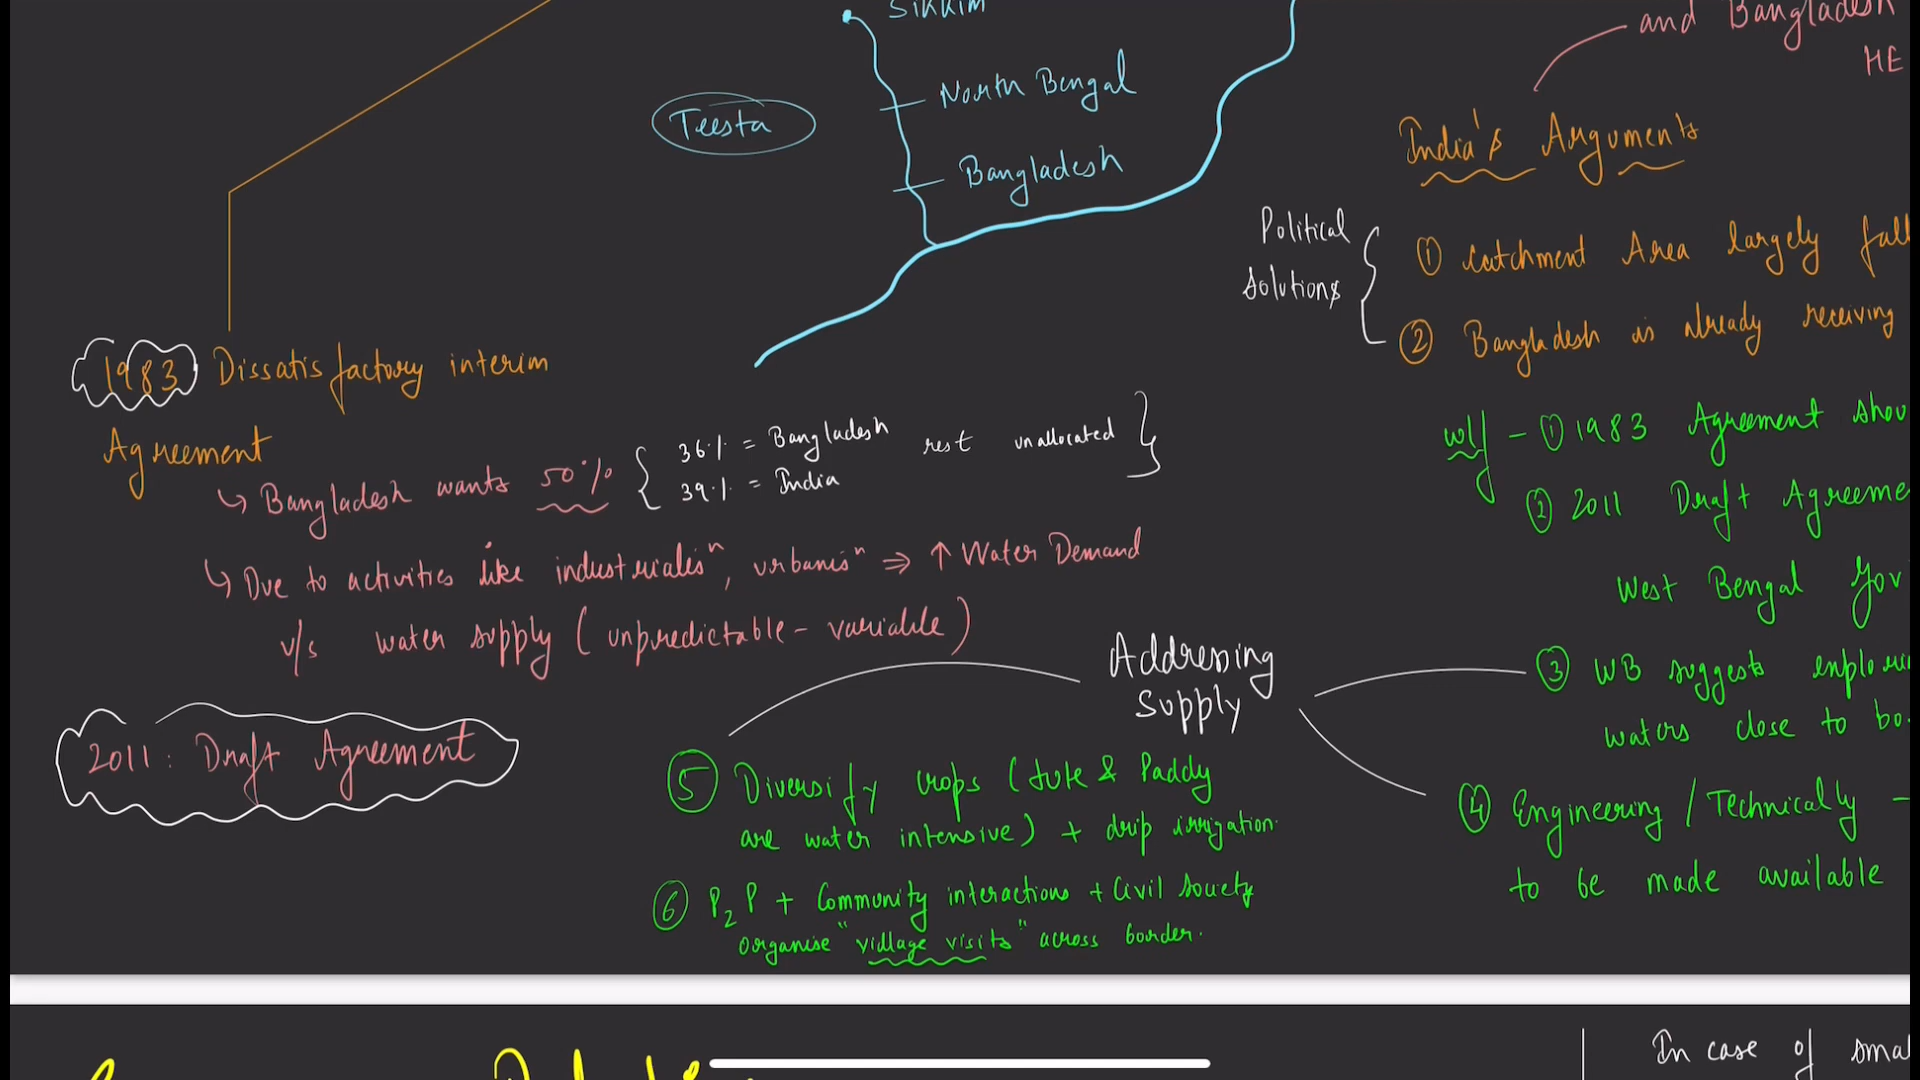 Sikkim
and Bangladesh
HE
North Bengal
Teesta
Bangladesh
India's Arguments
Political
solutions
① Catchment Area largely fall
② Bangladesh is already receiving
1983 Dissatisfactory interim
Agreement
↳ Bangladesh wants 50% { 36% = Bangladesh rest unallocated }
39% = India
↳ Due to activities like industrialisⁿ, urbanisⁿ ⇒ ↑ Water Demand
v/s water supply (unpredictable - variable)
2011: Draft Agreement
wf - ① 1983 Agreement shou
② 2011 Draft Agreeme
West Bengal Gov
③ WB suggests
waters close to bo
④ Engineering / Technically -
to be made available
Addressing
Supply
⑤ Diversify crops (Jute & Paddy
are water intensive) + drip irrigation.
⑥ P2P + Community interactions + Civil Society
organise "village visits" across border.
In case of sma